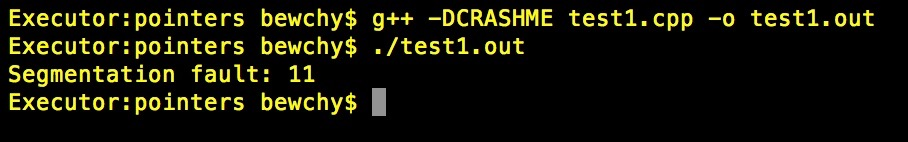 Executor:pointers bewchy$ g++ -DCRASHME test1.cpp -o test1.out
Executor:pointers bewchy$ ./test1.out
Segmentation fault: 11
Executor:pointers bewchy$